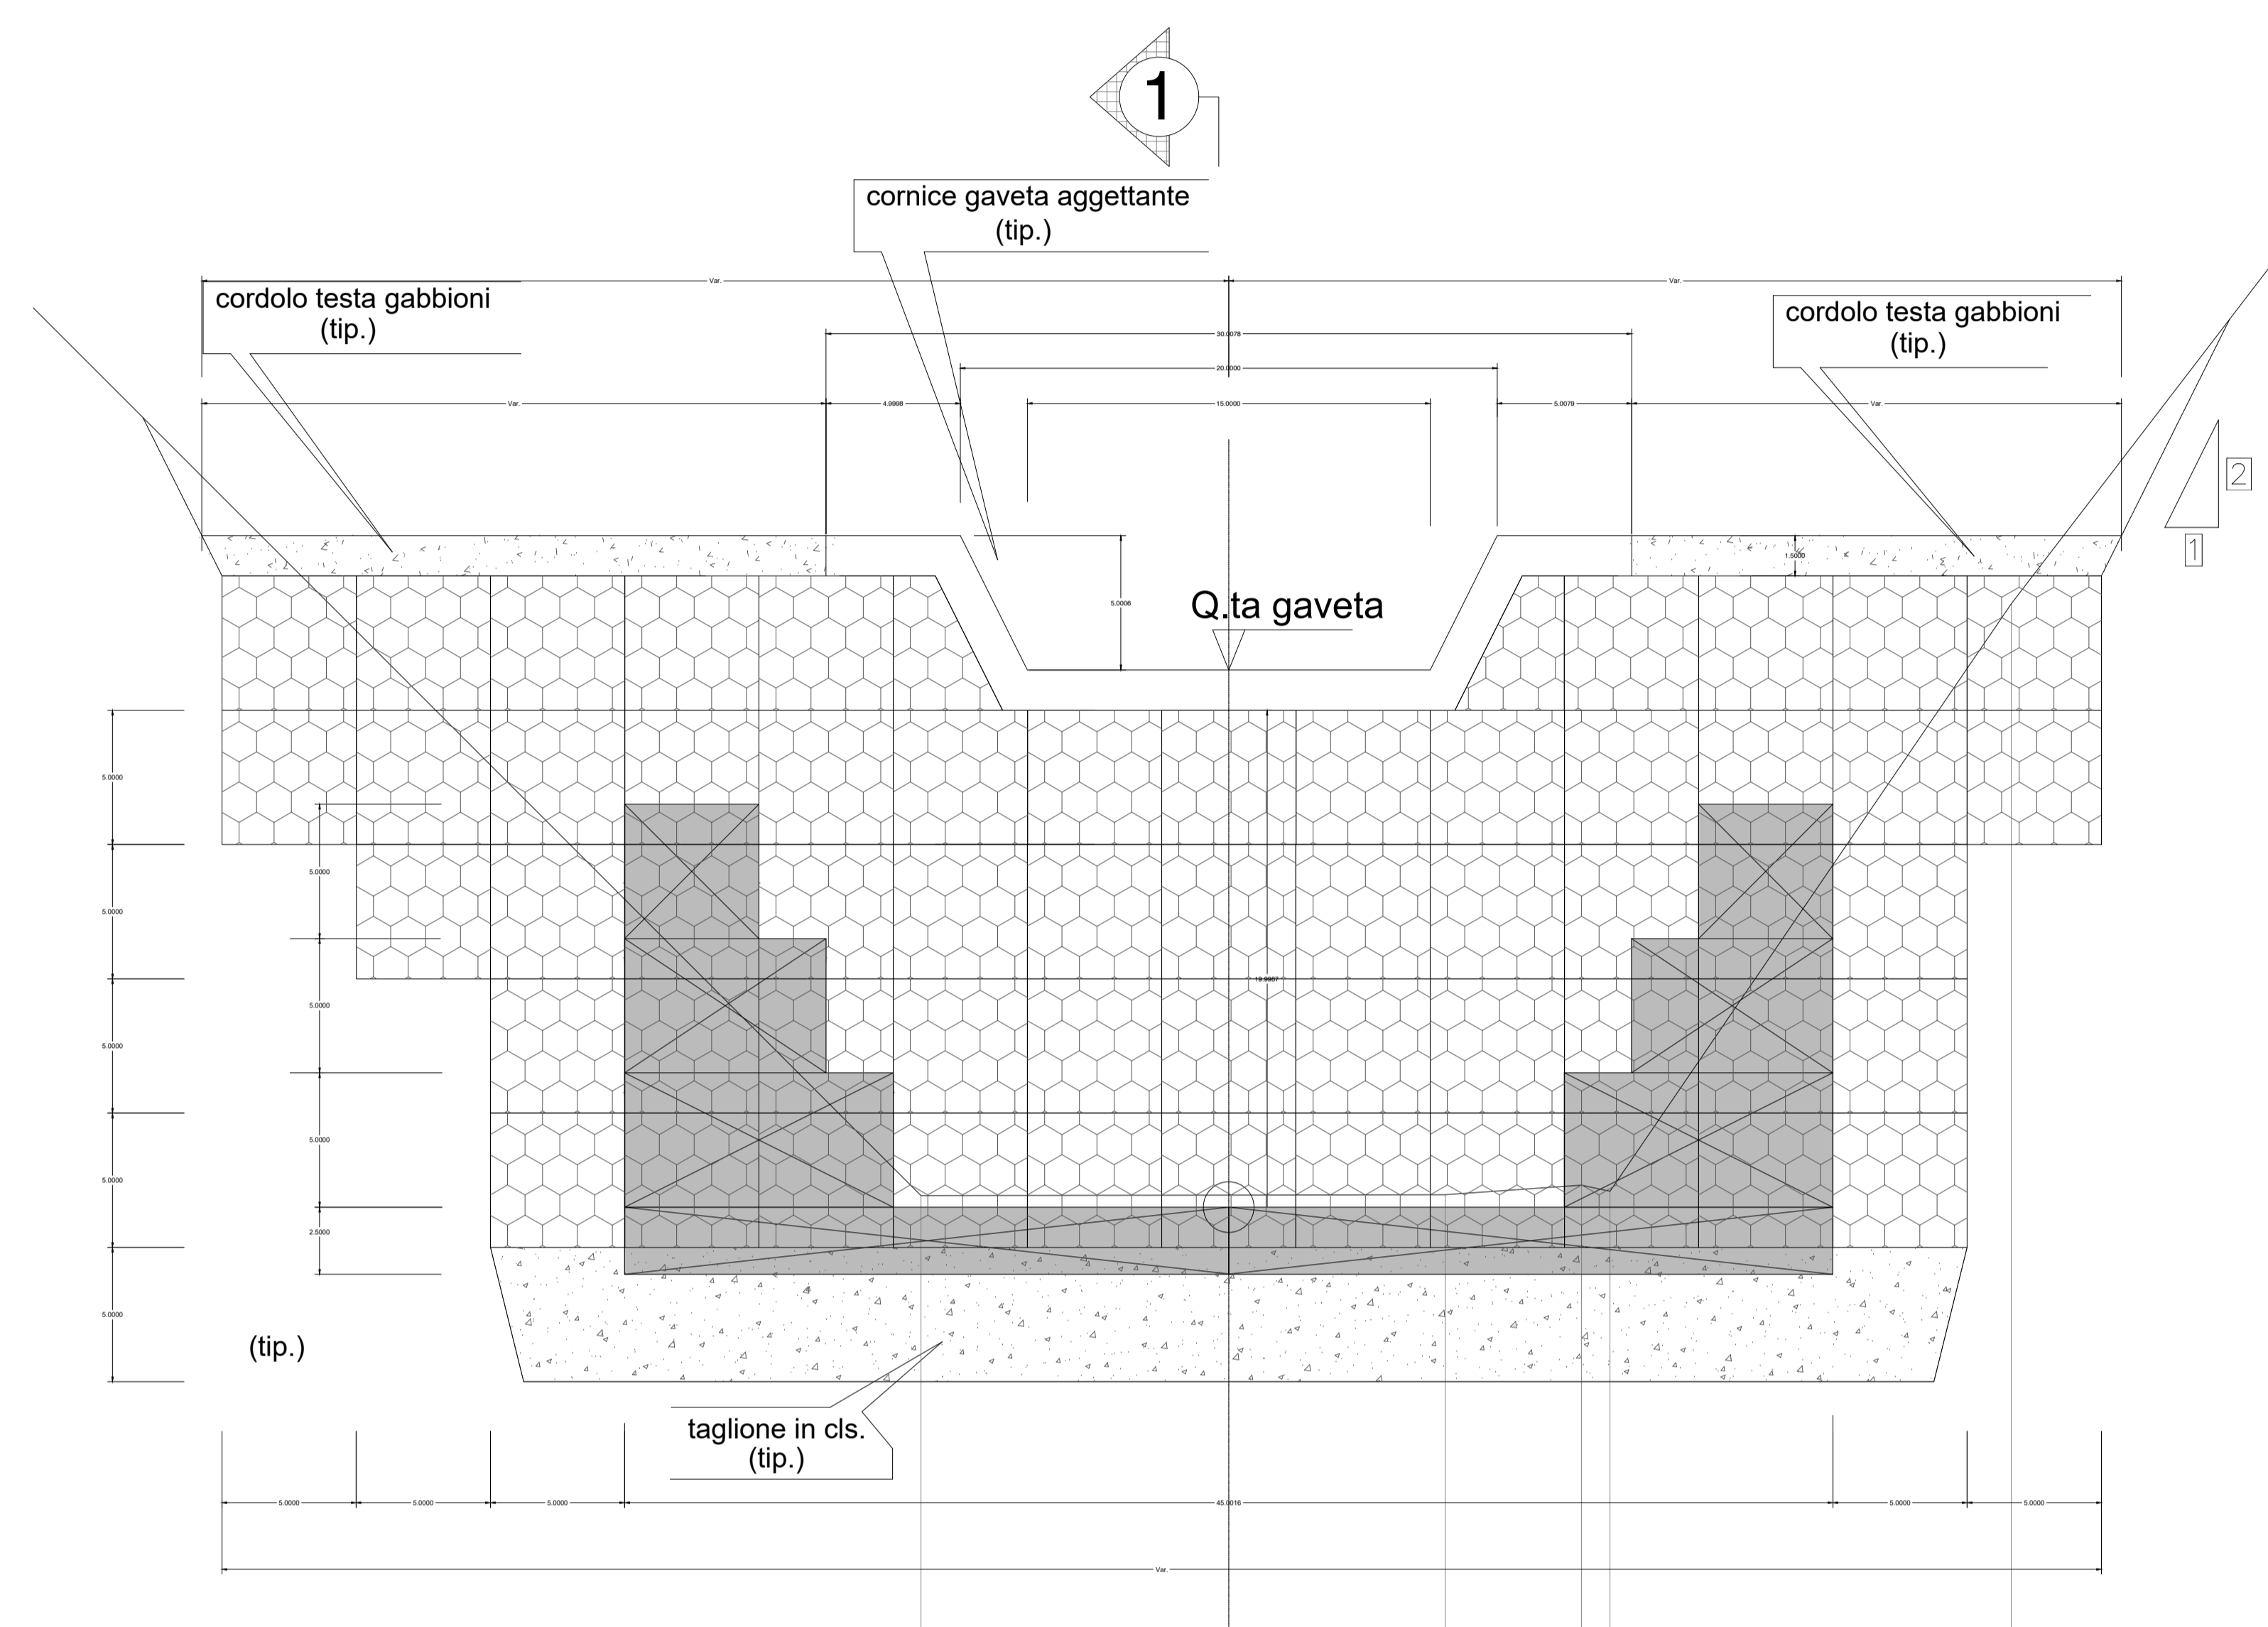 1
cornice gaveta aggettante
(tip.)
Var.
Var.
cordolo testa gabbioni
(tip.)
cordolo testa gabbioni
(tip.)
30.0078
20.0000
Var.
4.9998
15.0000
5.0079
Var.
2
1
1.5000
5.0006
Q.ta gaveta
5.0000
5.0000
5.0000
5.0000
5.0000
5.0000
5.0000
5.0000
2.5000
19.9987
(tip.)
taglione in cls.
(tip.)
5.0000
5.0000
5.0000
45.0016
5.0000
5.0000
Var.